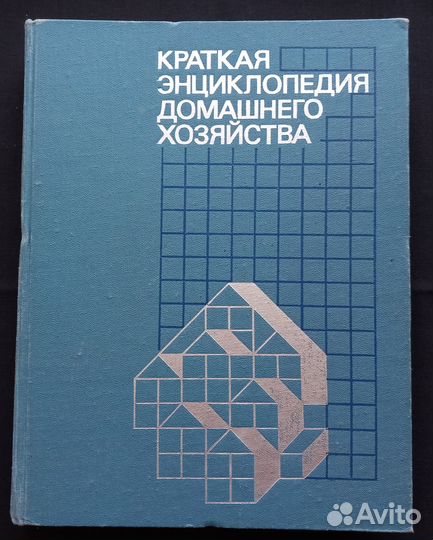 КРАТКАЯ
ЭНЦИКЛОПЕДИЯ
ДОМАШНЕГО
ХОЗЯЙСТВА
Avito